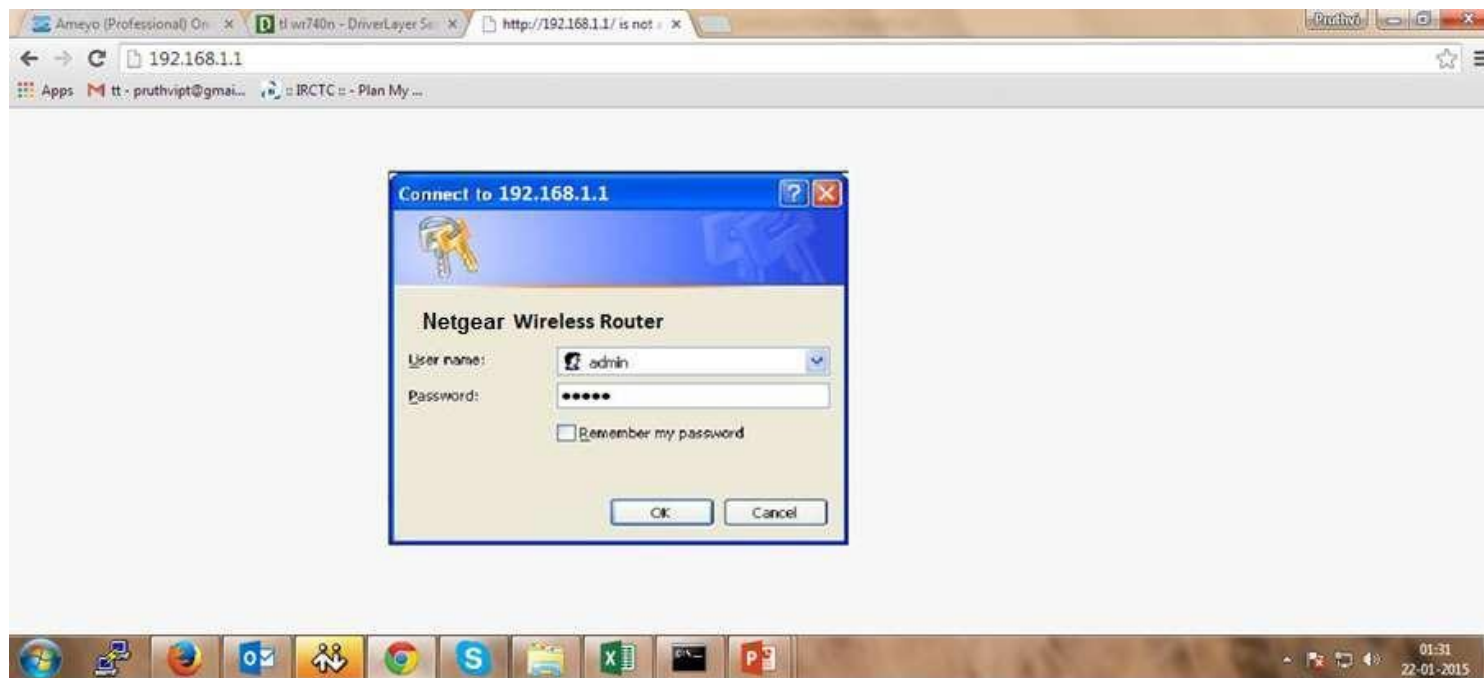 Ameyo (Professional) On
tl wr740n - DriverLayer Se
http://192.168.1.1/ is not a
Pruthvi
192.168.1.1
Apps
tt - pruthvipt@gmai...
:: IRCTC :: - Plan My ...
Connect to 192.168.1.1
Netgear Wireless Router
User name:
admin
Password:
Remember my password
OK
Cancel
01:31
22-01-2015